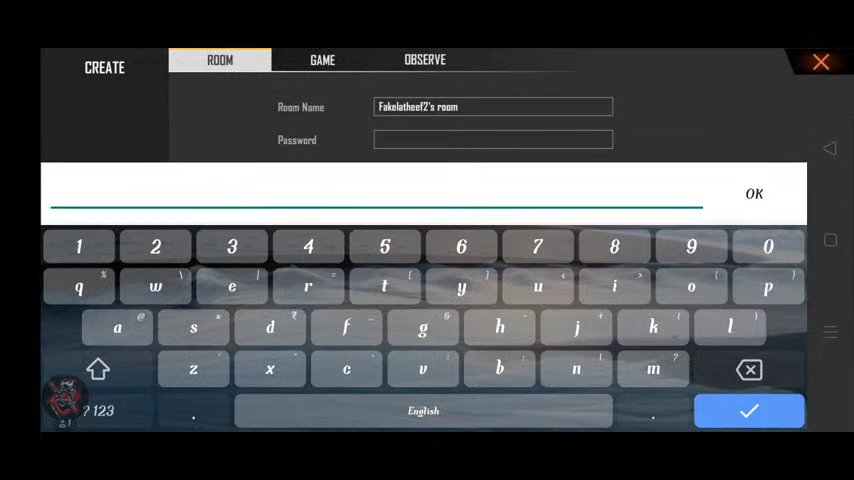 CREATE
ROOM
GAME
OBSERVE
Room Name
Fakelatheef2's room
Password
OK
1 2 3 4 5 6 7 8 9 0
% \ | = [ ] < > ( )
q w e r t y u i o p
@ ₹ _ & - +
a s d f g h j k l
! ?
z x c v b n m
?123
.
English
.